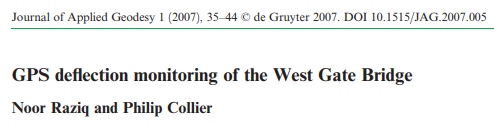 Journal of Applied Geodesy 1 (2007), 35–44 © de Gruyter 2007. DOI 10.1515/JAG.2007.005
GPS deflection monitoring of the West Gate Bridge
Noor Raziq and Philip Collier